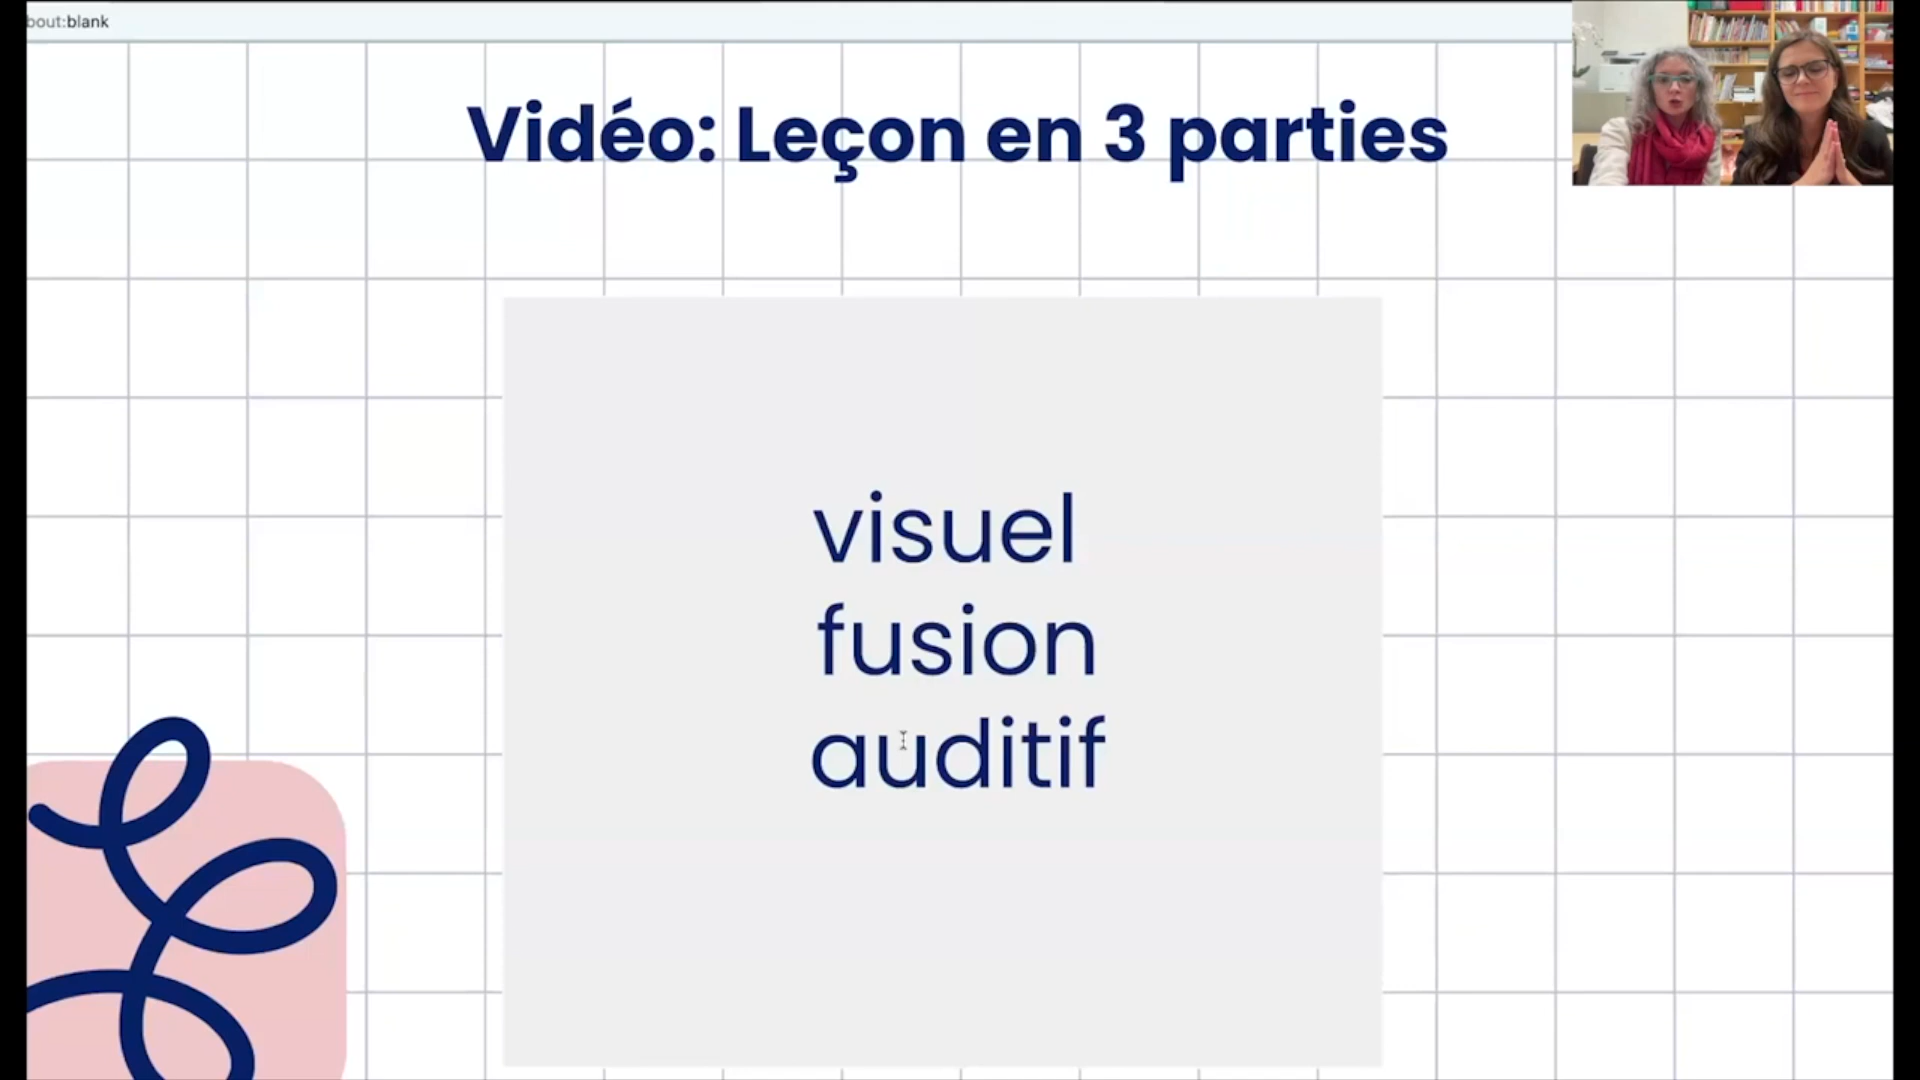 bout:blank
Vidéo: Leçon en 3 parties
visuel
fusion
auditif